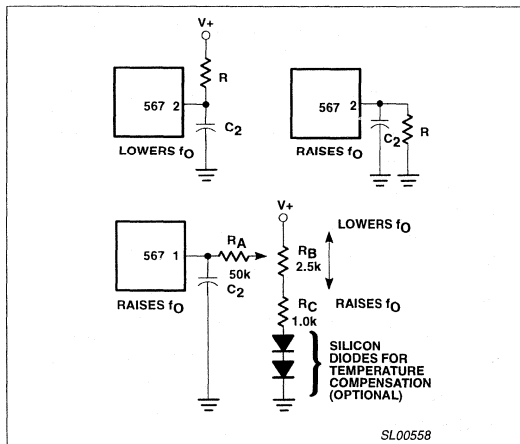 V+
R
567 2
C2
LOWERS fO
567 2
C2
R
RAISES fO
V+
LOWERS fO
567 1
RA
50k
RB
2.5k
C2
RAISES fO
RAISES fO
RC
1.0k
SILICON
DIODES FOR
TEMPERATURE
COMPENSATION
(OPTIONAL)
SL00558